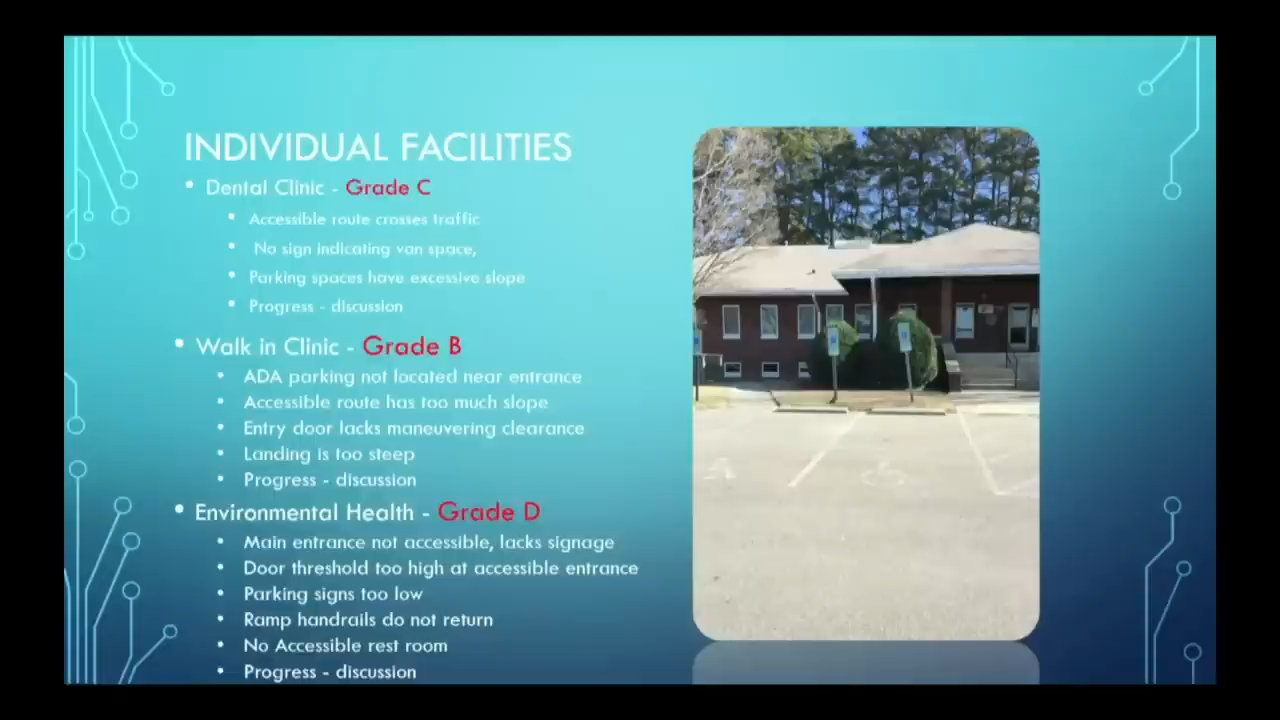 INDIVIDUAL FACILITIES
• Dental Clinic - Grade C
• Accessible route crosses traffic
• No sign indicating van space,
• Parking spaces have excessive slope
• Progress - discussion
• Walk in Clinic - Grade B
• ADA parking not located near entrance
• Accessible route has too much slope
• Entry door lacks maneuvering clearance
• Landing is too steep
• Progress - discussion
• Environmental Health - Grade D
• Main entrance not accessible, lacks signage
• Door threshold too high at accessible entrance
• Parking signs too low
• Ramp handrails do not return
• No Accessible rest room
• Progress - discussion